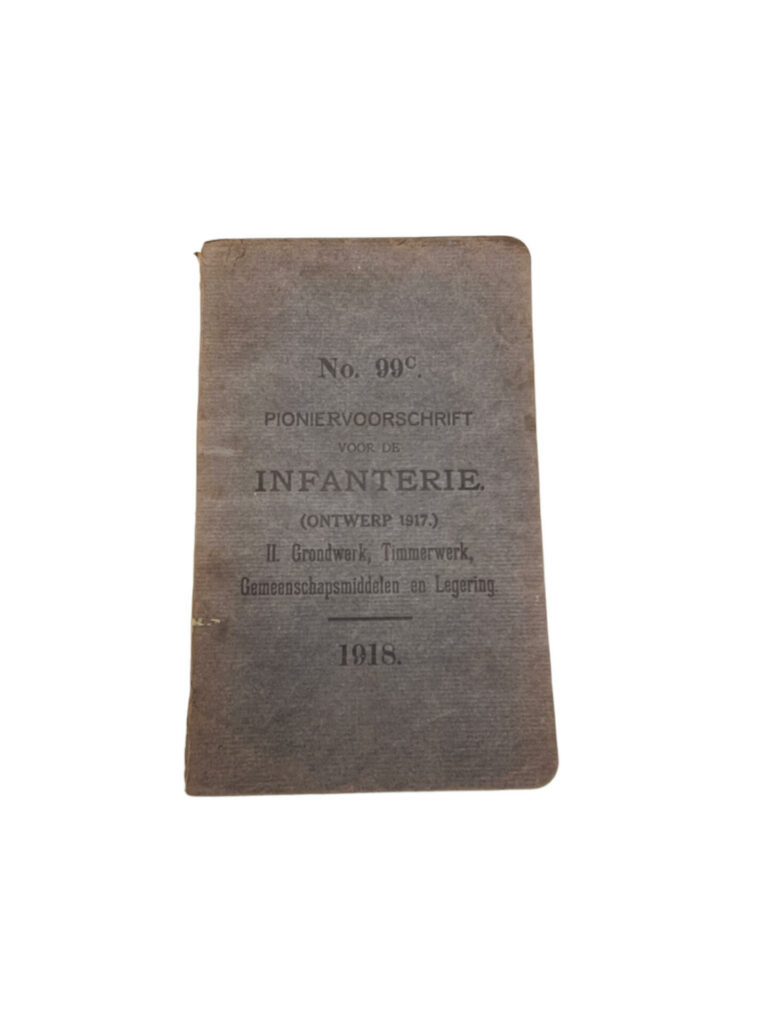 No. 99ᶜ.
PIONIERVOORSCHRIFT
VOOR DE
INFANTERIE.
(ONTWERP 1917.)
II. Grondwerk, Timmerwerk,
Gemeenschapsmiddelen en Legering.
1918.